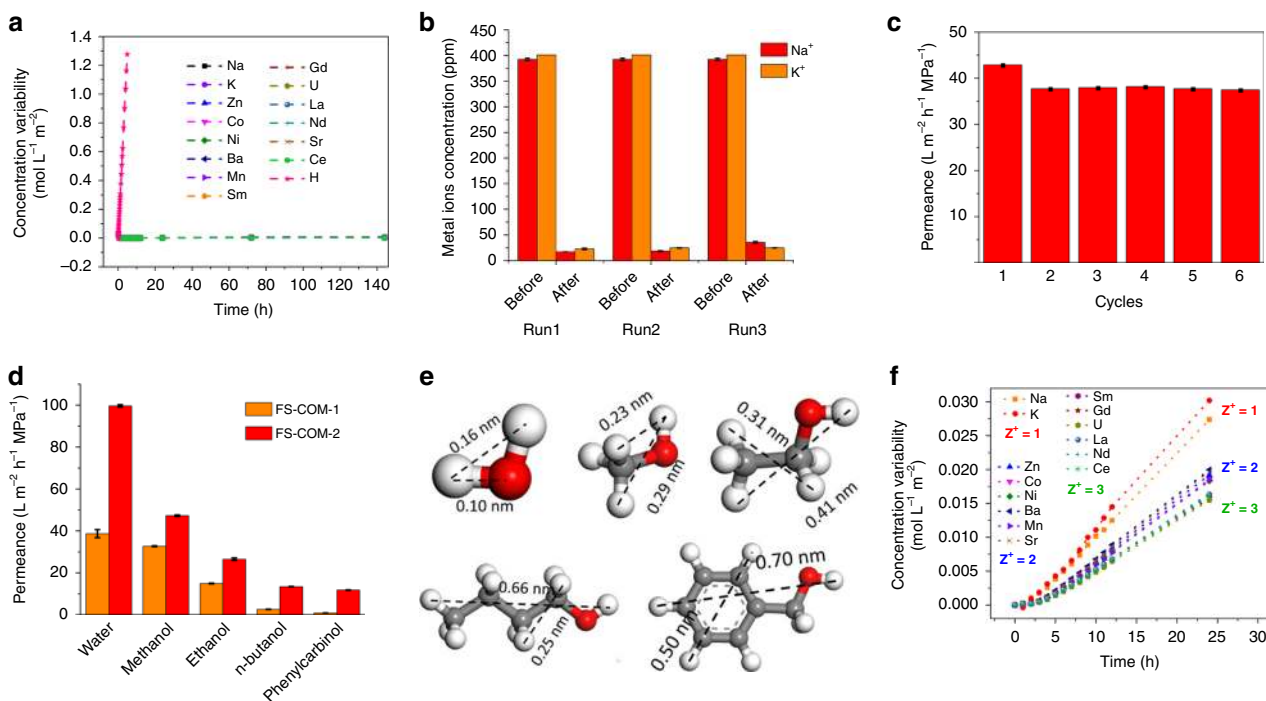 a
Concentration variability
(mol L⁻¹ m⁻²)
1.4
1.2
1.0
0.8
0.6
0.4
0.2
0.0
−0.2
Na
K
Zn
Co
Ni
Ba
Mn
Sm
Gd
U
La
Nd
Sr
Ce
H
0 20 40 60 80 100 120 140
Time (h)
b
Metal ions concentration (ppm)
450
400
350
300
250
200
150
100
50
25
0
Na⁺
K⁺
Before After Before After Before After
Run1 Run2 Run3
c
Permeance (L m⁻² h⁻¹ MPa⁻¹)
50
40
30
20
10
1 2 3 4 5 6
Cycles
d
Permeance (L m⁻² h⁻¹ MPa⁻¹)
100
80
60
40
20
0
FS-COM-1
FS-COM-2
Water Methanol Ethanol n-butanol Phenylcarbinol
e
0.16 nm
0.10 nm
0.23 nm
0.29 nm
0.31 nm
0.41 nm
0.66 nm
0.25 nm
0.70 nm
0.50 nm
f
Concentration variability
(mol L⁻¹ m⁻²)
0.030
0.025
0.020
0.015
0.010
0.005
0.000
Na
K
Z⁺ = 1
Zn
Co
Ni
Ba
Mn
Sr
Z⁺ = 2
Sm
Gd
U
La
Nd
Ce
Z⁺ = 3
Z⁺ = 1
Z⁺ = 2
Z⁺ = 3
0 5 10 15 20 25 30
Time (h)